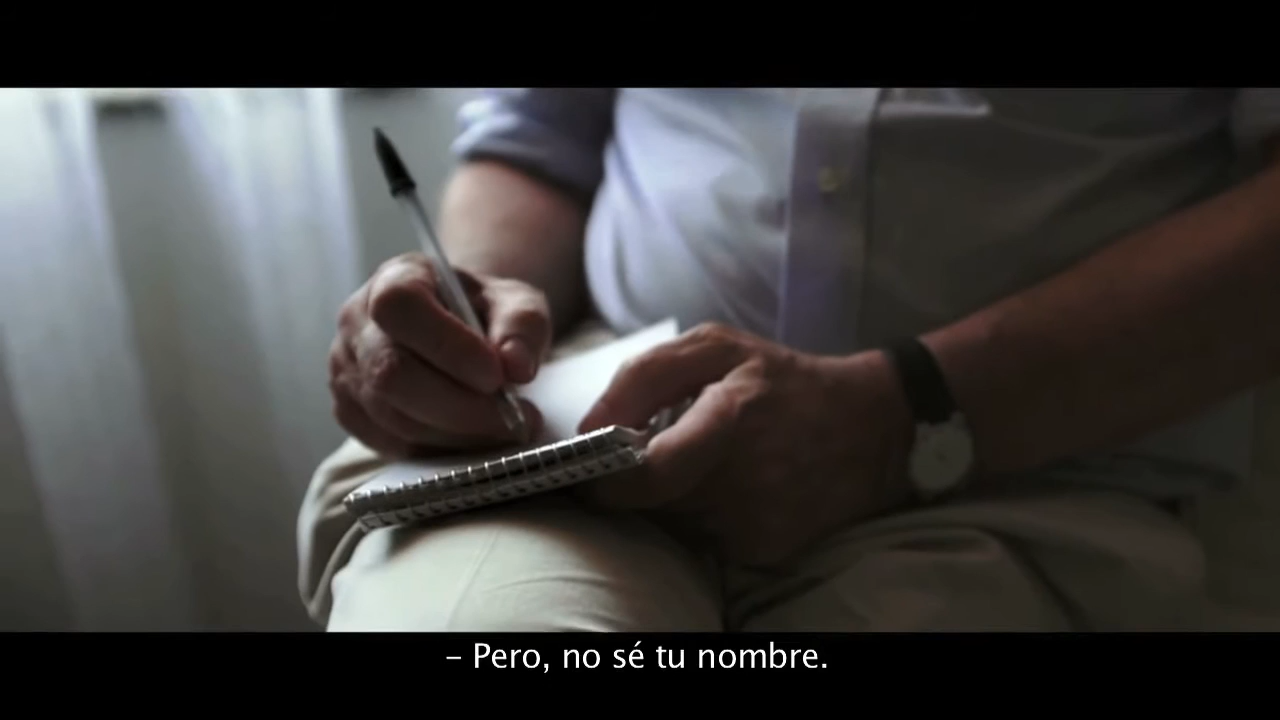 – Pero, no sé tu nombre.